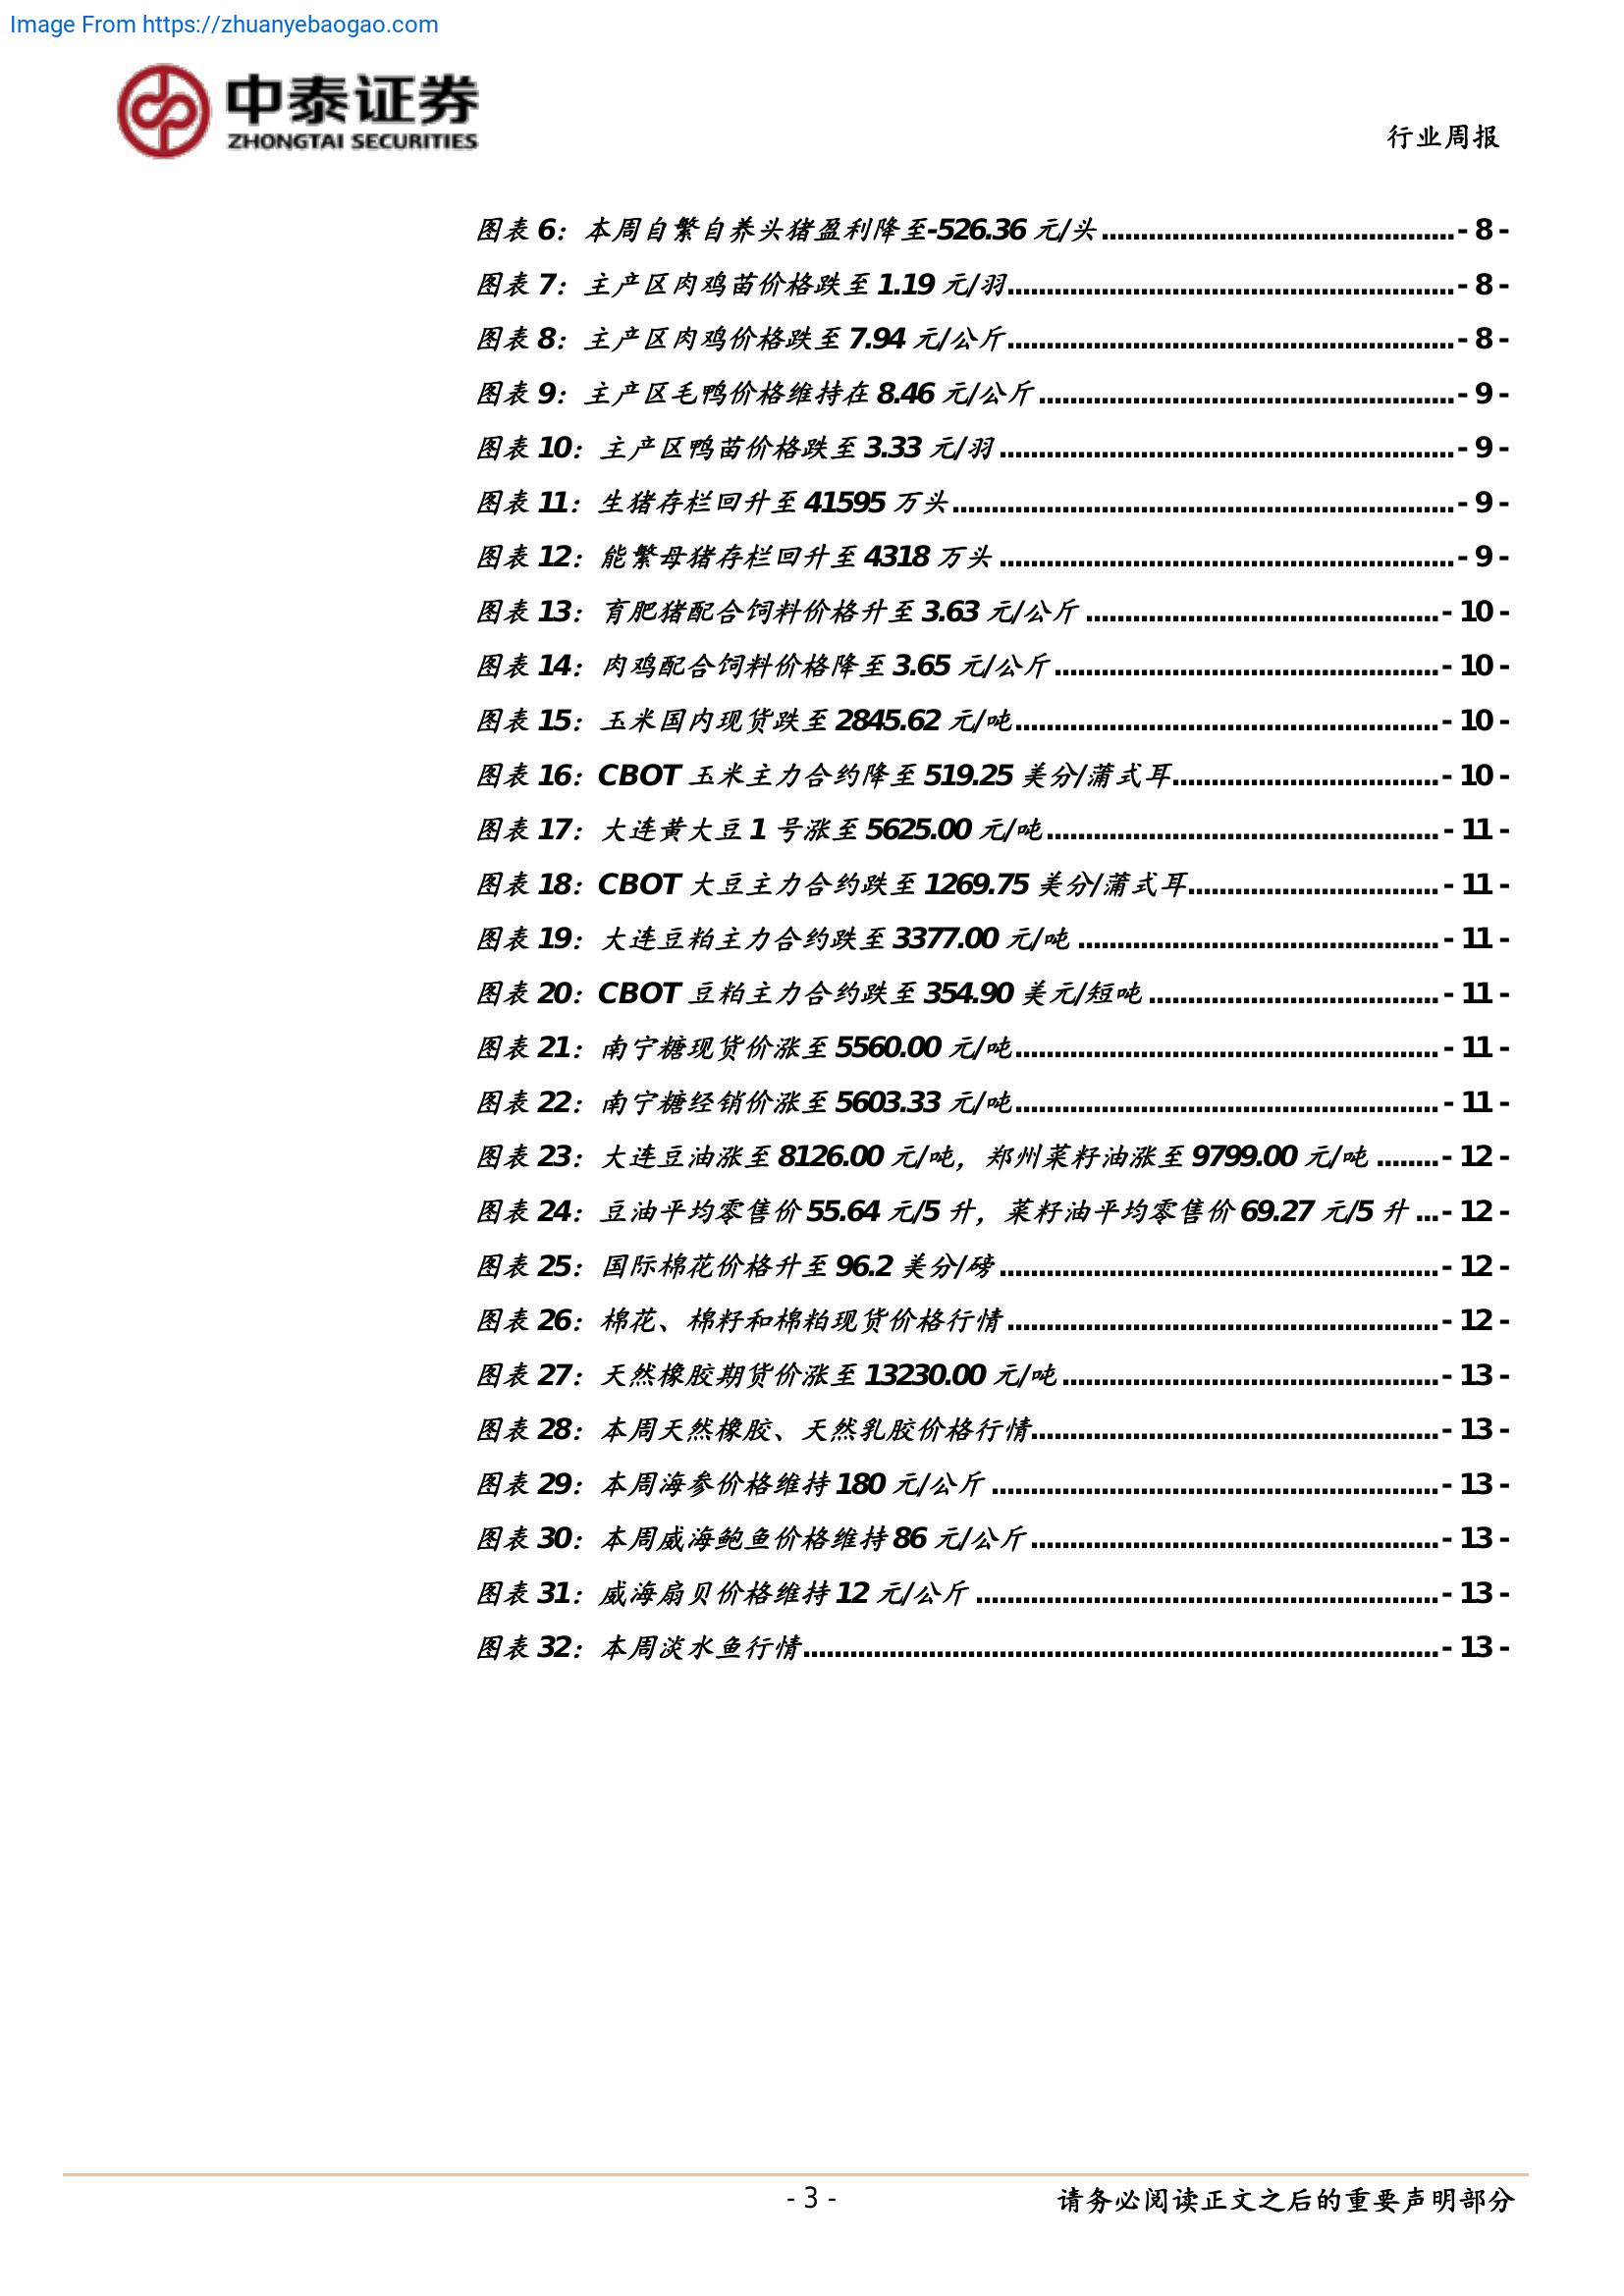 Image From https://zhuanyebaogao.com
中泰证券
ZHONGTAI SECURITIES
行业周报
图表 6：本周自繁自养头猪盈利降至-526.36 元/头............................................- 8 -
图表 7：主产区肉鸡苗价格跌至 1.19 元/羽........................................................- 8 -
图表 8：主产区肉鸡价格跌至 7.94 元/公斤........................................................- 8 -
图表 9：主产区毛鸭价格维持在 8.46 元/公斤....................................................- 9 -
图表 10：主产区鸭苗价格跌至 3.33 元/羽.........................................................- 9 -
图表 11：生猪存栏回升至 41595 万头...............................................................- 9 -
图表 12：能繁母猪存栏回升至 4318 万头.........................................................- 9 -
图表 13：育肥猪配合饲料价格升至 3.63 元/公斤............................................- 10 -
图表 14：肉鸡配合饲料价格降至 3.65 元/公斤................................................- 10 -
图表 15：玉米国内现货跌至 2845.62 元/吨.....................................................- 10 -
图表 16：CBOT 玉米主力合约降至 519.25 美分/蒲式耳.................................- 10 -
图表 17：大连黄大豆 1 号涨至 5625.00 元/吨.................................................- 11 -
图表 18：CBOT 大豆主力合约跌至 1269.75 美分/蒲式耳...............................- 11 -
图表 19：大连豆粕主力合约跌至 3377.00 元/吨.............................................- 11 -
图表 20：CBOT 豆粕主力合约跌至 354.90 美元/短吨....................................- 11 -
图表 21：南宁糖现货价涨至 5560.00 元/吨.....................................................- 11 -
图表 22：南宁糖经销价涨至 5603.33 元/吨.....................................................- 11 -
图表 23：大连豆油涨至 8126.00 元/吨，郑州菜籽油涨至 9799.00 元/吨........- 12 -
图表 24：豆油平均零售价 55.64 元/5 升，菜籽油平均零售价 69.27 元/5 升...- 12 -
图表 25：国际棉花价格升至 96.2 美分/磅.......................................................- 12 -
图表 26：棉花、棉籽和棉粕现货价格行情......................................................- 12 -
图表 27：天然橡胶期货价涨至 13230.00 元/吨...............................................- 13 -
图表 28：本周天然橡胶、天然乳胶价格行情...................................................- 13 -
图表 29：本周海参价格维持 180 元/公斤........................................................- 13 -
图表 30：本周威海鲍鱼价格维持 86 元/公斤...................................................- 13 -
图表 31：威海扇贝价格维持 12 元/公斤..........................................................- 13 -
图表 32：本周淡水鱼行情................................................................................- 13 -
- 3 -
请务必阅读正文之后的重要声明部分